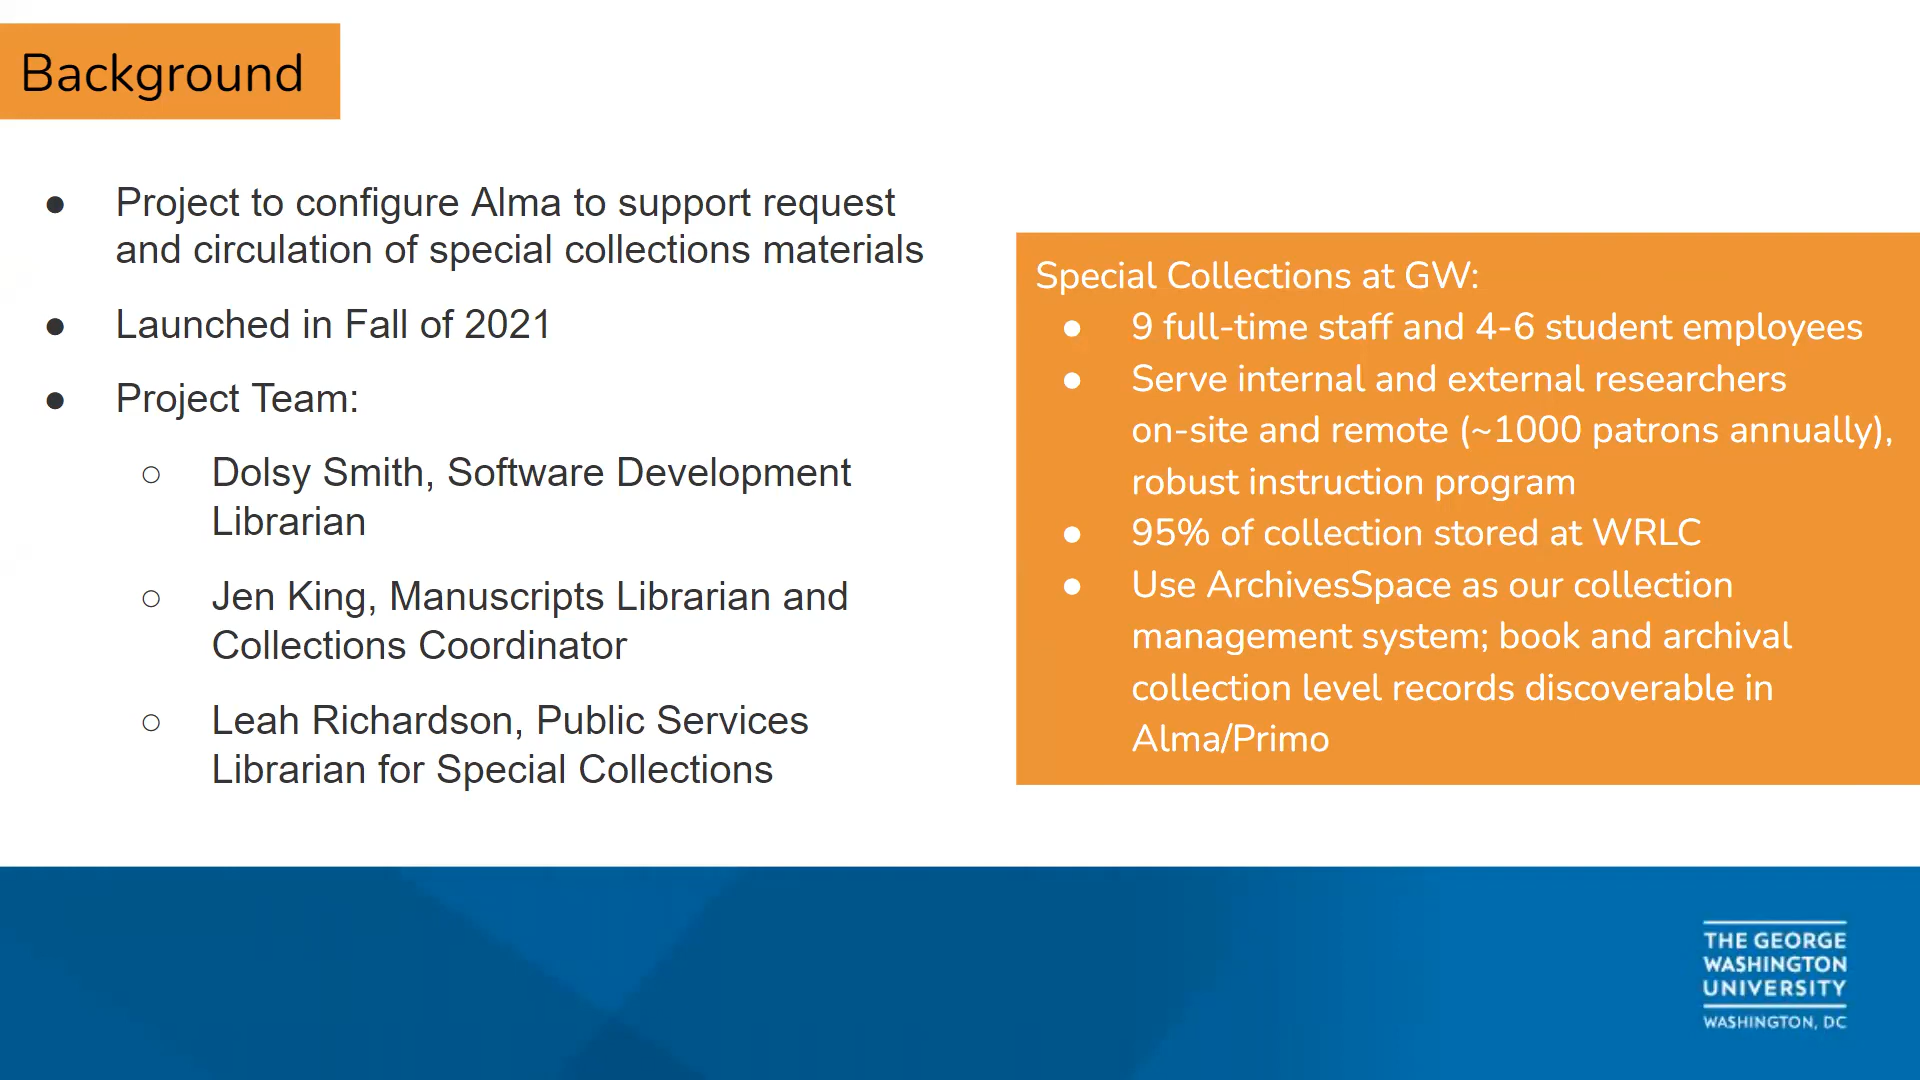 Background
● Project to configure Alma to support request
and circulation of special collections materials
● Launched in Fall of 2021
● Project Team:
○ Dolsy Smith, Software Development
Librarian
○ Jen King, Manuscripts Librarian and
Collections Coordinator
○ Leah Richardson, Public Services
Librarian for Special Collections
Special Collections at GW:
● 9 full-time staff and 4-6 student employees
● Serve internal and external researchers
on-site and remote (~1000 patrons annually),
robust instruction program
● 95% of collection stored at WRLC
● Use ArchivesSpace as our collection
management system; book and archival
collection level records discoverable in
Alma/Primo
THE GEORGE
WASHINGTON
UNIVERSITY
WASHINGTON, DC